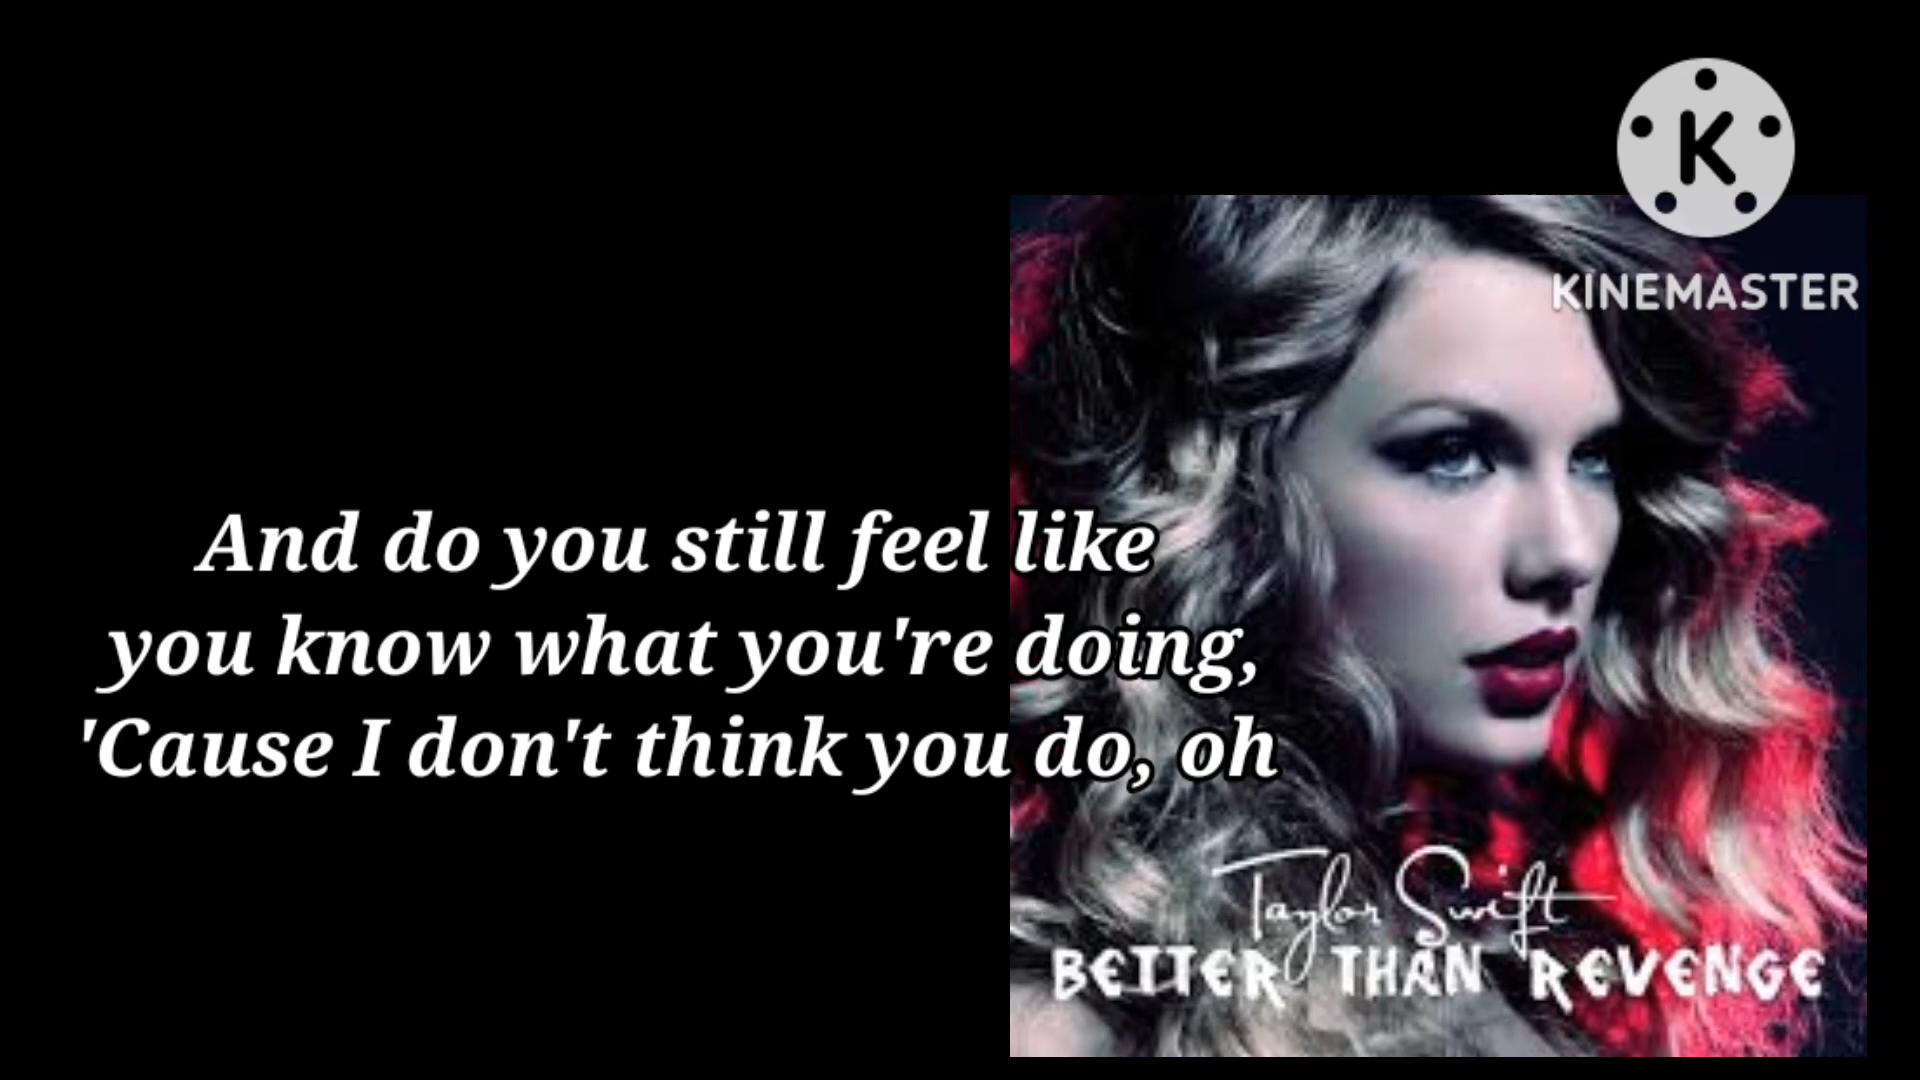 K
KINEMASTER
And do you still feel like
you know what you're doing,
'Cause I don't think you do, oh
Taylor Swift
BETTER THAN REVENGE